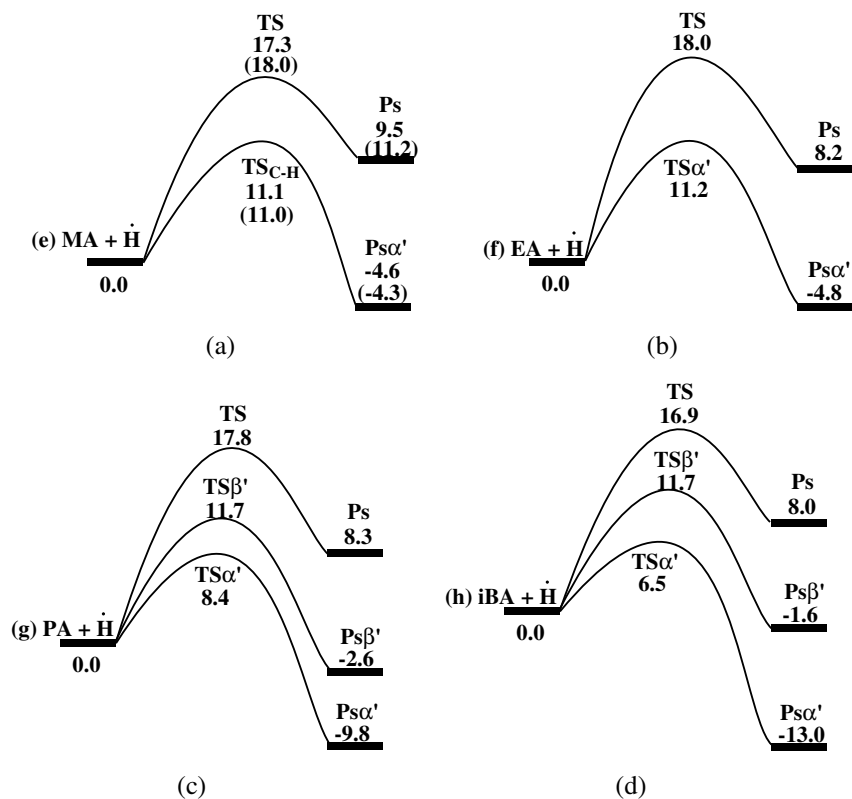 TS
17.3
(18.0)
Ps
9.5
(11.2)
TSC-H
11.1
(11.0)
(e) MA + Ḣ
0.0
Psα'
-4.6
(-4.3)
(a)
TS
18.0
Ps
8.2
TSα'
11.2
(f) EA + Ḣ
0.0
Psα'
-4.8
(b)
TS
17.8
Ps
8.3
TSβ'
11.7
TSα'
8.4
(g) PA + Ḣ
0.0
Psβ'
-2.6
Psα'
-9.8
(c)
TS
16.9
Ps
8.0
TSβ'
11.7
TSα'
6.5
(h) iBA + Ḣ
0.0
Psβ'
-1.6
Psα'
-13.0
(d)